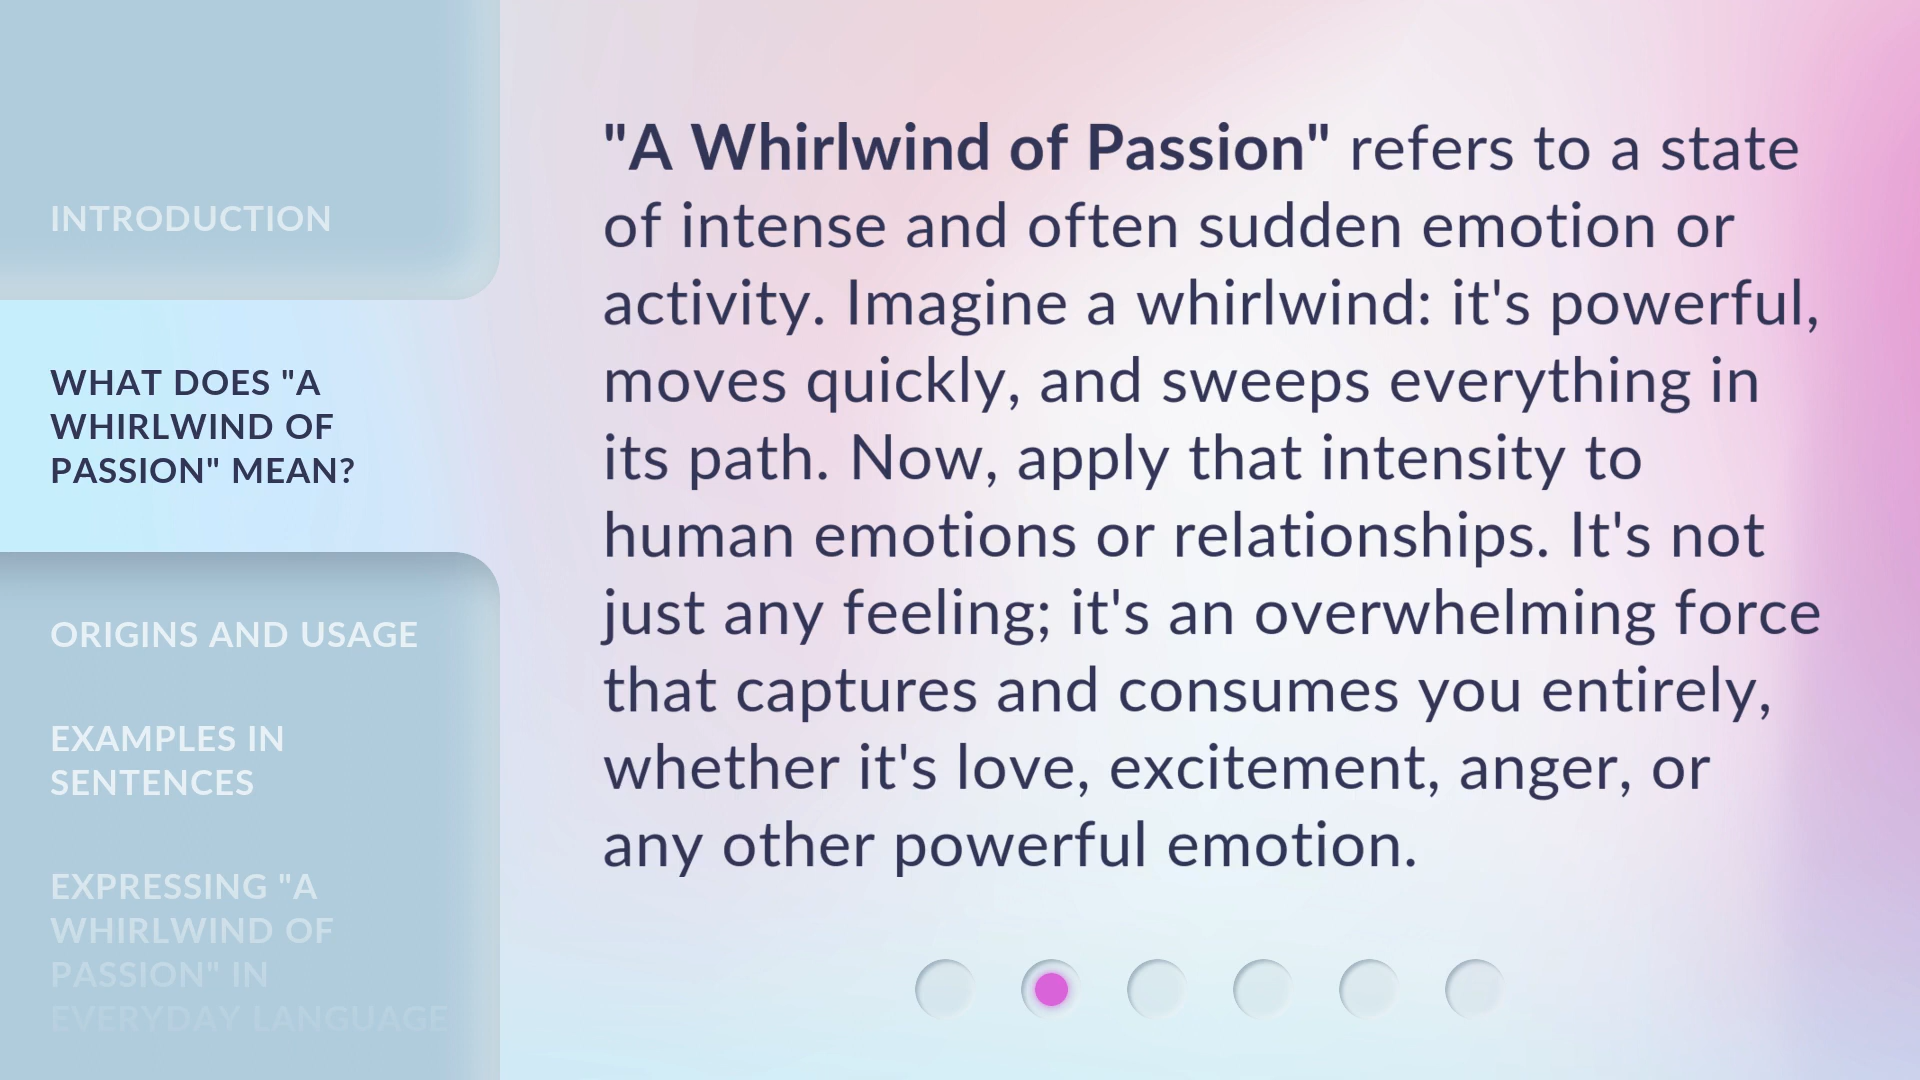 INTRODUCTION
WHAT DOES "A
WHIRLWIND OF
PASSION" MEAN?
ORIGINS AND USAGE
EXAMPLES IN
SENTENCES
EXPRESSING "A
WHIRLWIND OF
PASSION" IN
EVERYDAY LANGUAGE
"A Whirlwind of Passion" refers to a state
of intense and often sudden emotion or
activity. Imagine a whirlwind: it's powerful,
moves quickly, and sweeps everything in
its path. Now, apply that intensity to
human emotions or relationships. It's not
just any feeling; it's an overwhelming force
that captures and consumes you entirely,
whether it's love, excitement, anger, or
any other powerful emotion.